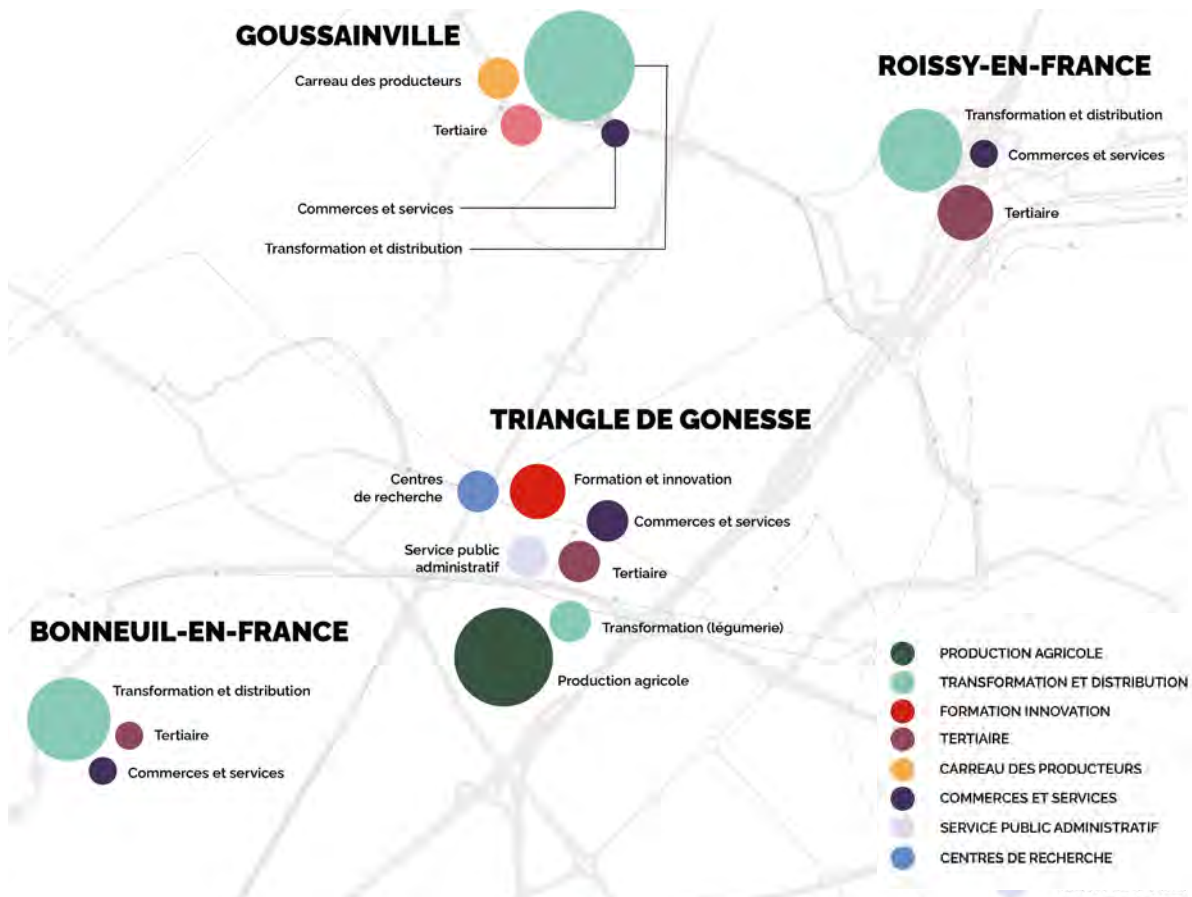 GOUSSAINVILLE
Carreau des producteurs
Tertiaire
Commerces et services
Transformation et distribution
ROISSY-EN-FRANCE
Transformation et distribution
Commerces et services
Tertiaire
TRIANGLE DE GONESSE
Centres
de recherche
Formation et innovation
Commerces et services
Service public
administratif
Tertiaire
Transformation (légumerie)
Production agricole
BONNEUIL-EN-FRANCE
Transformation et distribution
Tertiaire
Commerces et services
PRODUCTION AGRICOLE
TRANSFORMATION ET DISTRIBUTION
FORMATION INNOVATION
TERTIAIRE
CARREAU DES PRODUCTEURS
COMMERCES ET SERVICES
SERVICE PUBLIC ADMINISTRATIF
CENTRES DE RECHERCHE